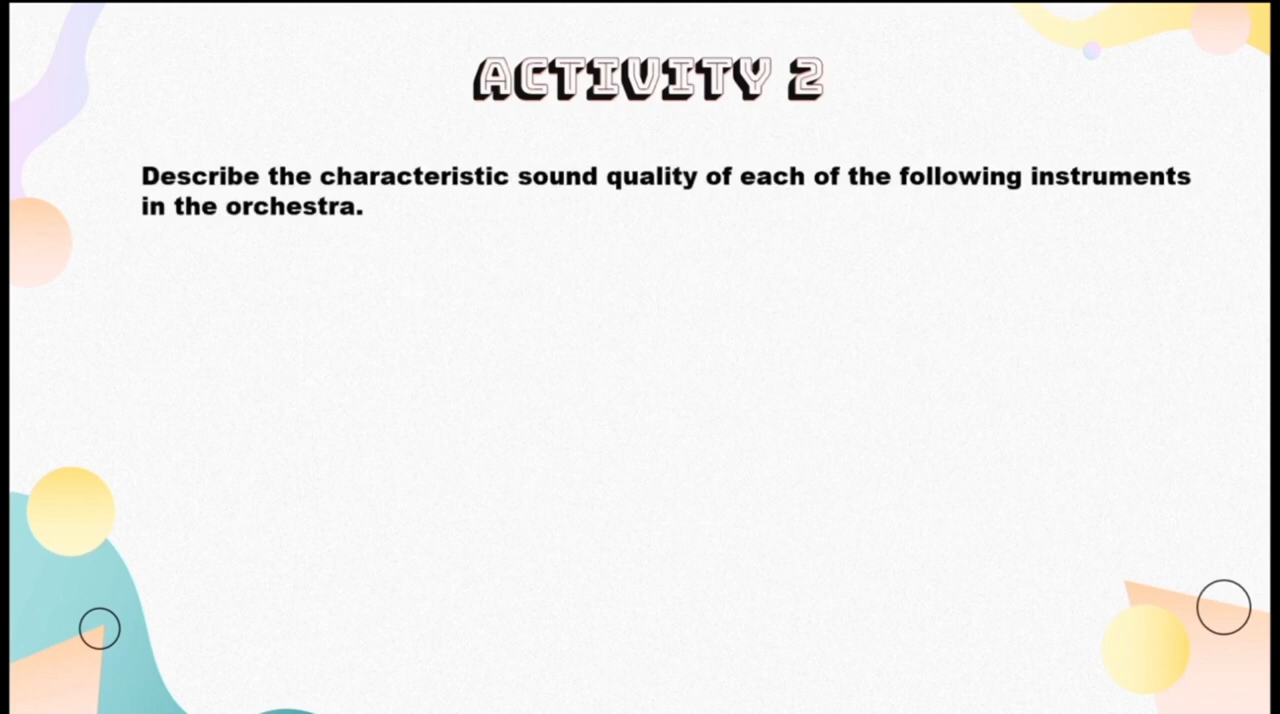 ACTIVITY 2
Describe the characteristic sound quality of each of the following instruments
in the orchestra.